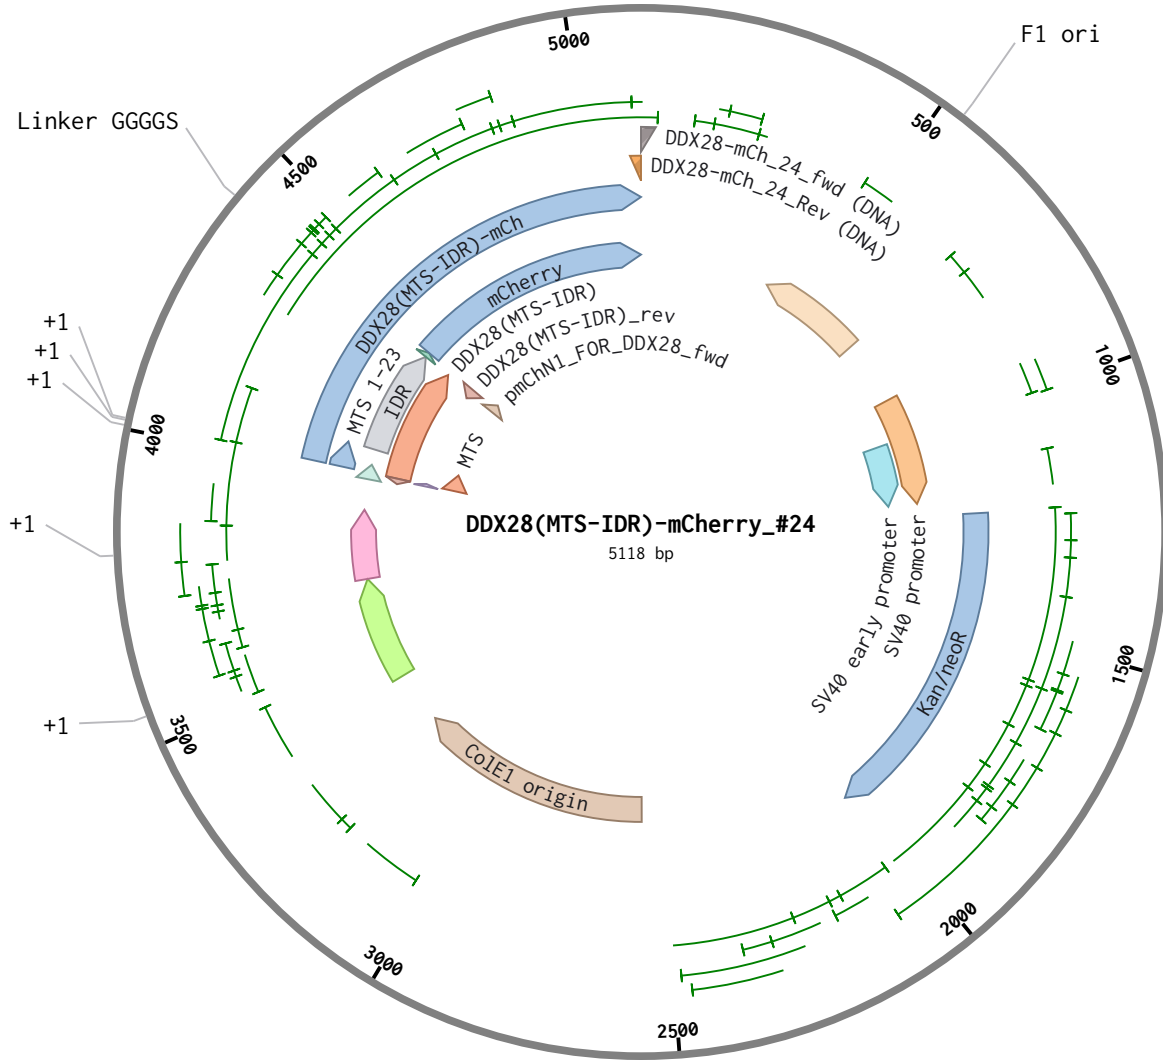 5000
F1 ori
Linker GGGGS
500
4500
DDX28-mCh_24_fwd (DNA)
DDX28-mCh_24_Rev (DNA)
DDX28(MTS-IDR)-mCh
mCherry
DDX28(MTS-IDR)
DDX28(MTS-IDR)_rev
pmChN1_FOR_DDX28_fwd
MTS 1-23
IDR
MTS
+1
+1
+1
1000
4000
+1
DDX28(MTS-IDR)-mCherry_#24
5118 bp
SV40 early promoter
SV40 promoter
Kan/neoR
1500
+1
3500
ColE1 origin
2000
3000
2500